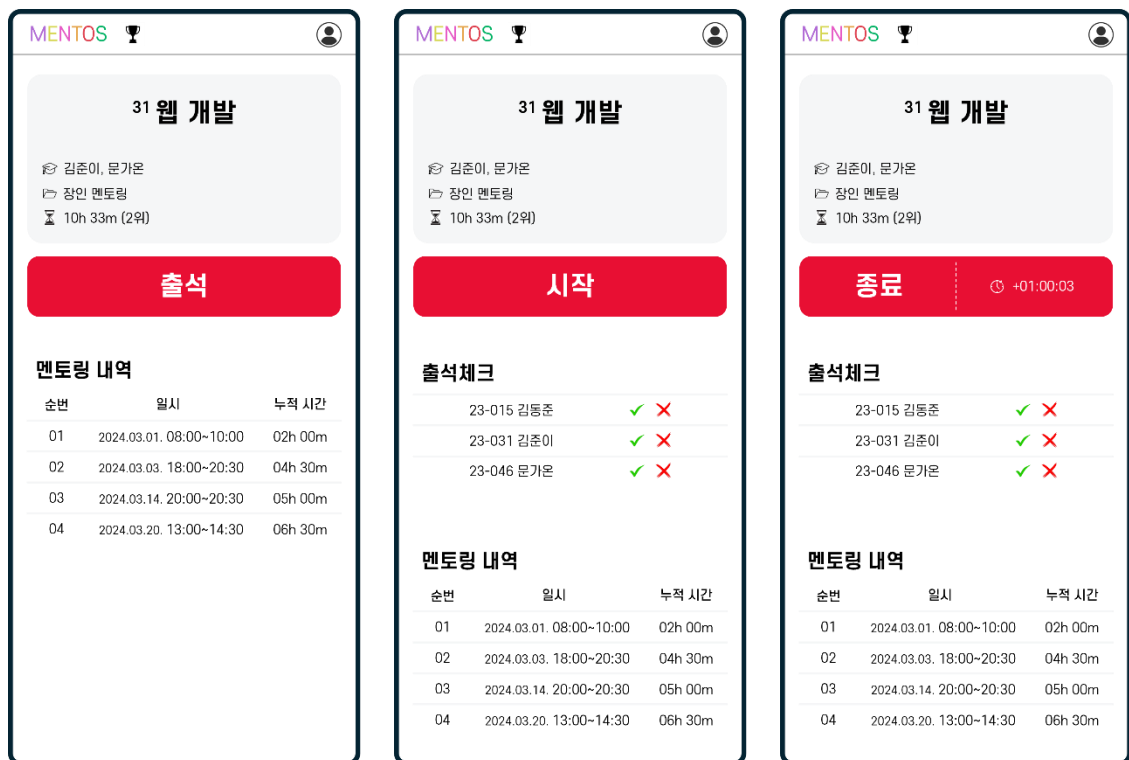 MENTOS
31 웹 개발
김준이, 문가온
장인 멘토링
10h 33m (2위)
출석
멘토링 내역
순번 일시 누적 시간
01 2024.03.01. 08:00~10:00 02h 00m
02 2024.03.03. 18:00~20:30 04h 30m
03 2024.03.14. 20:00~20:30 05h 00m
04 2024.03.20. 13:00~14:30 06h 30m
MENTOS
31 웹 개발
김준이, 문가온
장인 멘토링
10h 33m (2위)
시작
출석체크
23-015 김동준
23-031 김준이
23-046 문가온
멘토링 내역
순번 일시 누적 시간
01 2024.03.01. 08:00~10:00 02h 00m
02 2024.03.03. 18:00~20:30 04h 30m
03 2024.03.14. 20:00~20:30 05h 00m
04 2024.03.20. 13:00~14:30 06h 30m
MENTOS
31 웹 개발
김준이, 문가온
장인 멘토링
10h 33m (2위)
종료 +01:00:03
출석체크
23-015 김동준
23-031 김준이
23-046 문가온
멘토링 내역
순번 일시 누적 시간
01 2024.03.01. 08:00~10:00 02h 00m
02 2024.03.03. 18:00~20:30 04h 30m
03 2024.03.14. 20:00~20:30 05h 00m
04 2024.03.20. 13:00~14:30 06h 30m